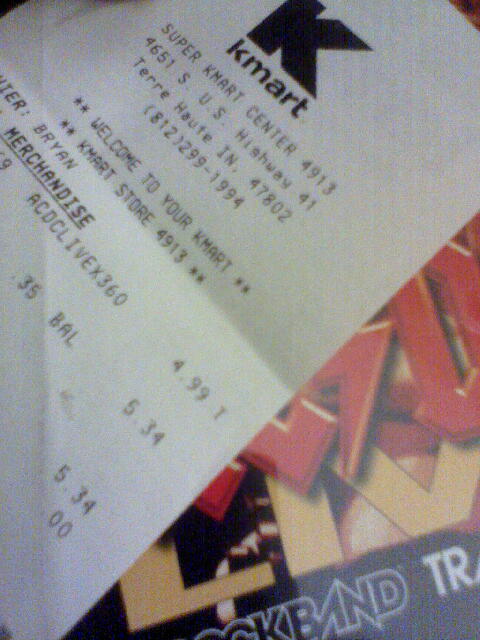 kmart
SUPER KMART CENTER 4913
4651 S. U.S. Highway 41
Terre Haute IN, 47802
(812)299-1994
** WELCOME TO YOUR KMART **
** KMART STORE 4913 **
BRYAN
MERCHANDISE
ACDCLIVEX360
4.99 T
.35 BAL 5.34
5.34
00
LIV
ROCKBAND TRA